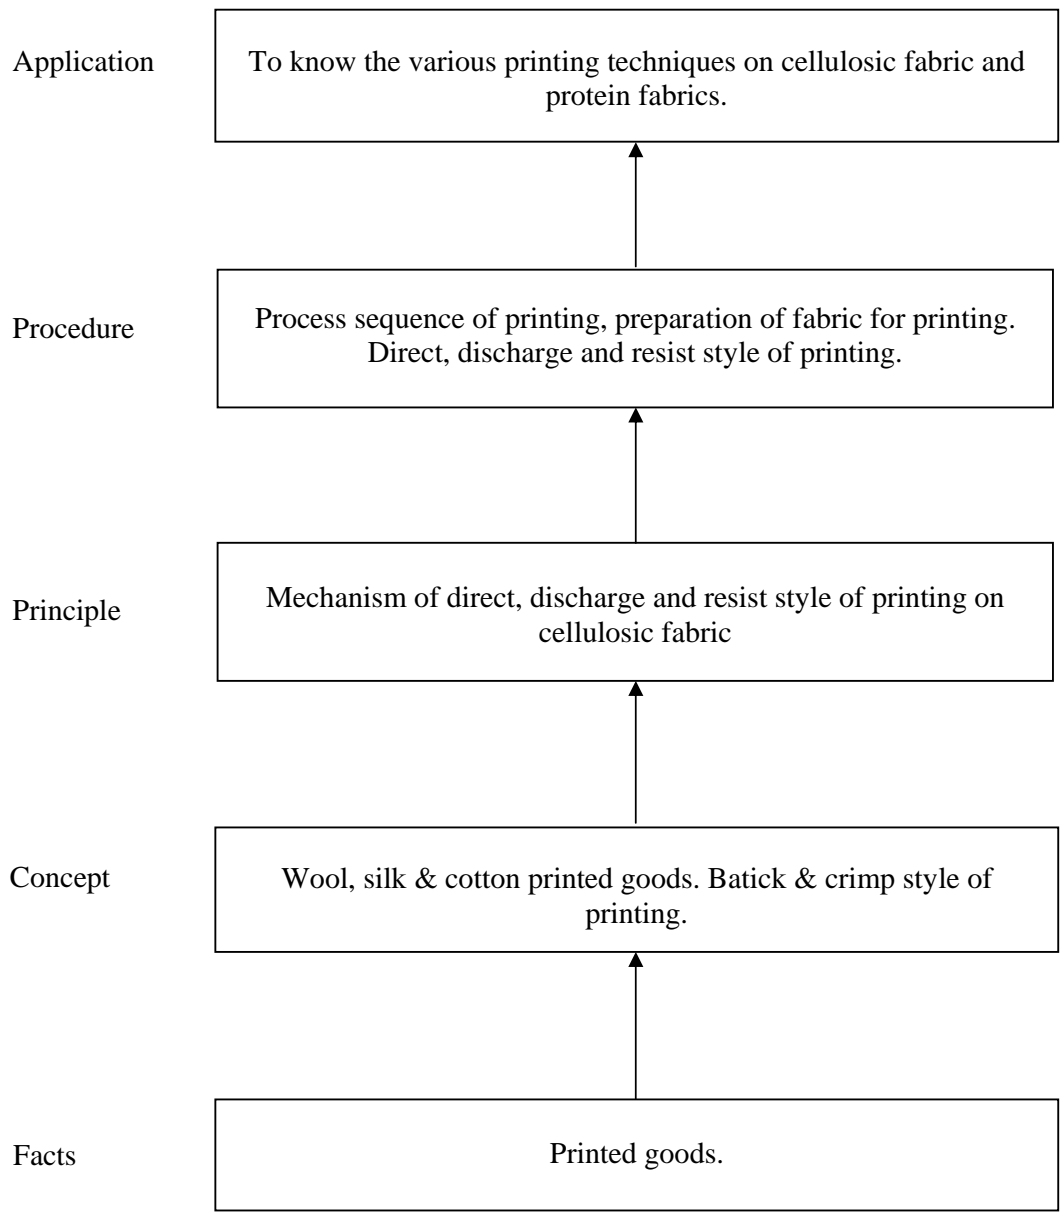 Application
To know the various printing techniques on cellulosic fabric and
protein fabrics.
Procedure
Process sequence of printing, preparation of fabric for printing.
Direct, discharge and resist style of printing.
Principle
Mechanism of direct, discharge and resist style of printing on
cellulosic fabric
Concept
Wool, silk & cotton printed goods. Batick & crimp style of
printing.
Facts
Printed goods.